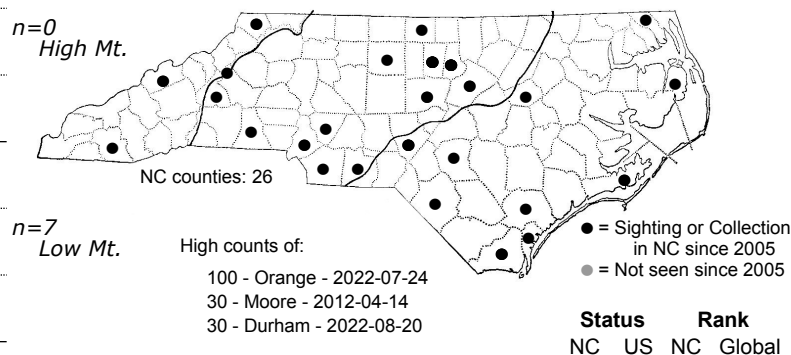 n=0
High Mt.
n=7
Low Mt.
NC counties: 26
High counts of:
100 - Orange - 2022-07-24
30 - Moore - 2012-04-14
30 - Durham - 2022-08-20
● = Sighting or Collection
in NC since 2005
● = Not seen since 2005
Status Rank
NC US NC Global